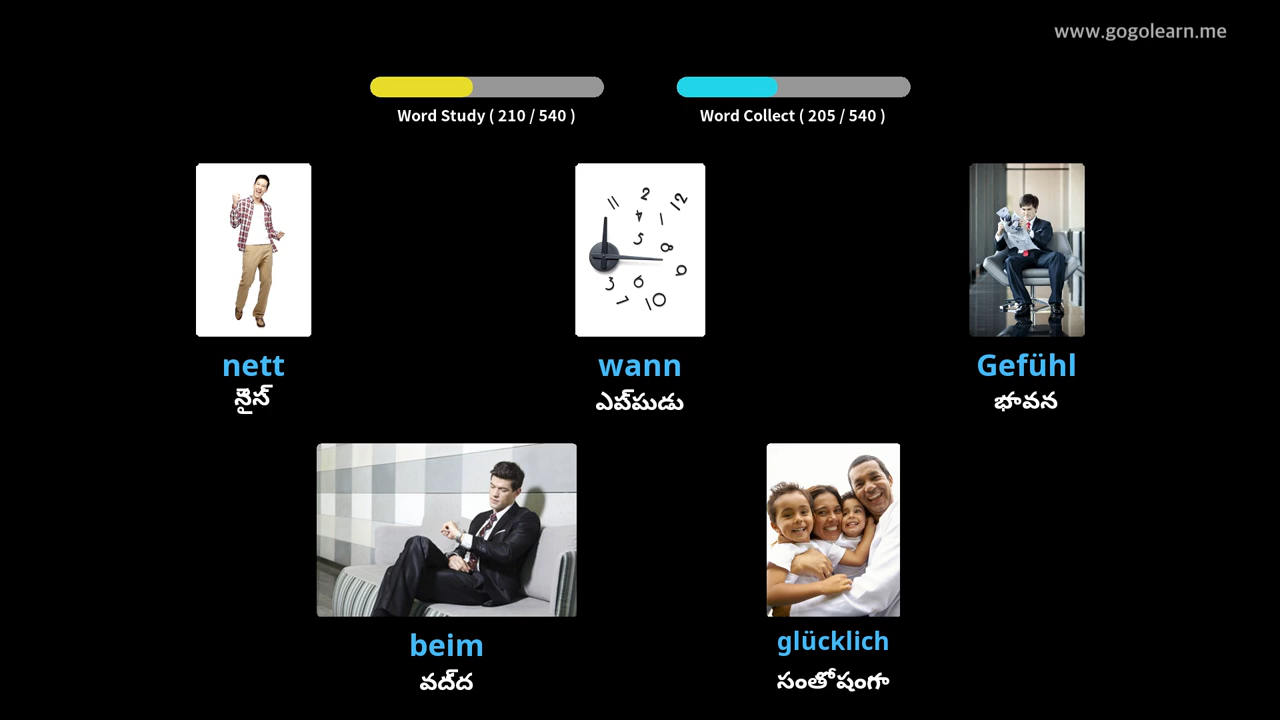 www.gogolearn.me
Word Study ( 210 / 540 )
Word Collect ( 205 / 540 )
nett
నైస్
wann
ఎప్పుడు
Gefühl
భావన
beim
వద్ద
glücklich
సంతోషంగా